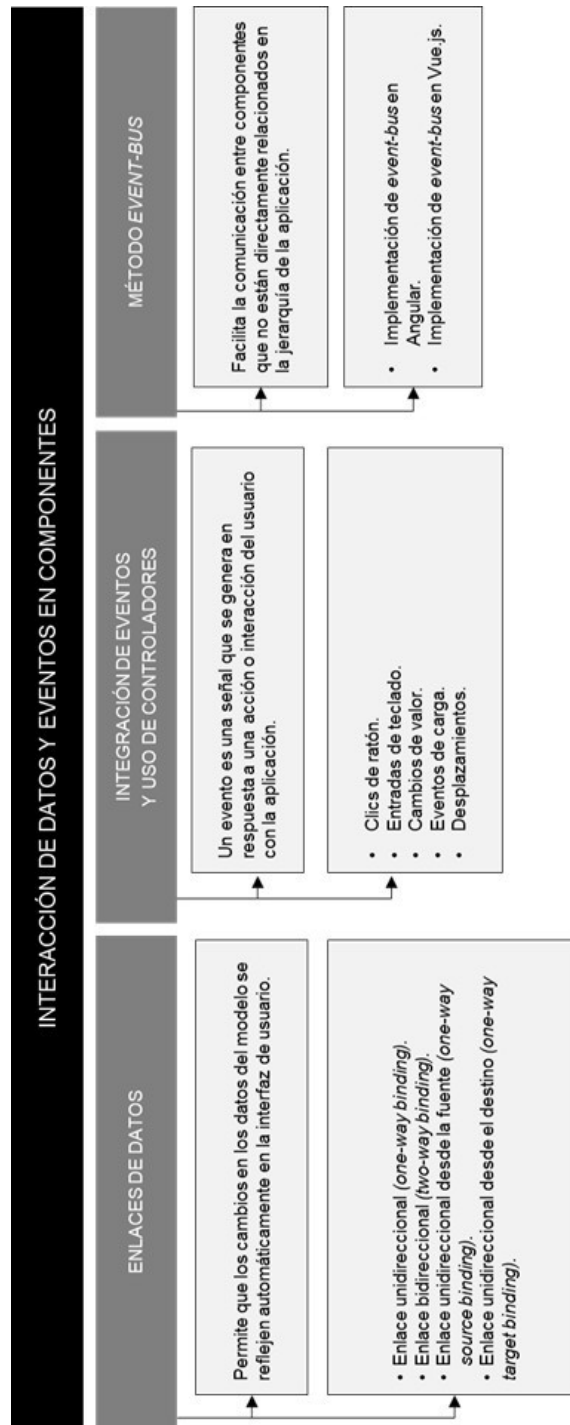 INTERACCIÓN DE DATOS Y EVENTOS EN COMPONENTES
ENLACES DE DATOS
Permite que los cambios en los datos del modelo se
reflejen automáticamente en la interfaz de usuario.
• Enlace unidireccional (one-way binding).
• Enlace bidireccional (two-way binding).
• Enlace unidireccional desde la fuente (one-way
source binding).
• Enlace unidireccional desde el destino (one-way
target binding).
INTEGRACIÓN DE EVENTOS
Y USO DE CONTROLADORES
Un evento es una señal que se genera en
respuesta a una acción o interacción del usuario
con la aplicación.
• Clics de ratón.
• Entradas de teclado.
• Cambios de valor.
• Eventos de carga.
• Desplazamientos.
MÉTODO EVENT-BUS
Facilita la comunicación entre componentes
que no están directamente relacionados en
la jerarquía de la aplicación.
• Implementación de event-bus en
Angular.
• Implementación de event-bus en Vue.js.